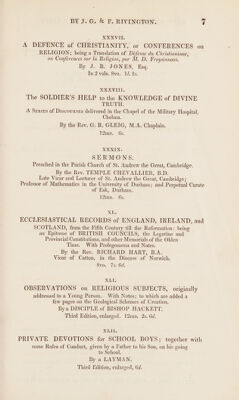 BY J. G. & F. RIVINGTON. 7
XXXVII.
A DEFENCE of CHRISTIANITY, or CONFERENCES on
RELIGION; being a Translation of Défense du Christianisme,
ou Conférences sur la Religion, par M. D. Frayssinous.
By J. B. JONES, Esq.
In 2 vols. 8vo. 1l. 1s.
XXXVIII.
The SOLDIER'S HELP to the KNOWLEDGE of DIVINE
TRUTH.
A Series of Discourses delivered in the Chapel of the Military Hospital,
Chelsea.
By the Rev. G. R. GLEIG, M.A. Chaplain.
12mo. 6s.
XXXIX.
SERMONS.
Preached in the Parish Church of St. Andrew the Great, Cambridge.
By the Rev. TEMPLE CHEVALLIER, B.D.
Late Vicar and Lecturer of St. Andrew the Great, Cambridge;
Professor of Mathematics in the University of Durham; and Perpetual Curate
of Esh, Durham.
12mo. 6s.
XL.
ECCLESIASTICAL RECORDS of ENGLAND, IRELAND, and
SCOTLAND, from the Fifth Century till the Reformation: being
an Epitome of BRITISH COUNCILS, the Legatine and
Provincial Constitutions, and other Memorials of the Olden
Time. With Prolegomena and Notes.
By the Rev. RICHARD HART, B.A.
Vicar of Catton, in the Diocese of Norwich.
8vo. 7s. 6d.
XLI.
OBSERVATIONS on RELIGIOUS SUBJECTS, originally
addressed to a Young Person. With Notes; to which are added a
few pages on the Geological Schemes of Creation.
By a DISCIPLE of BISHOP HACKETT.
Third Edition, enlarged. 12mo. 2s. 6d.
XLII.
PRIVATE DEVOTIONS for SCHOOL BOYS; together with
some Rules of Conduct, given by a Father to his Son, on his going
to School.
By a LAYMAN.
Third Edition, enlarged, 6d.